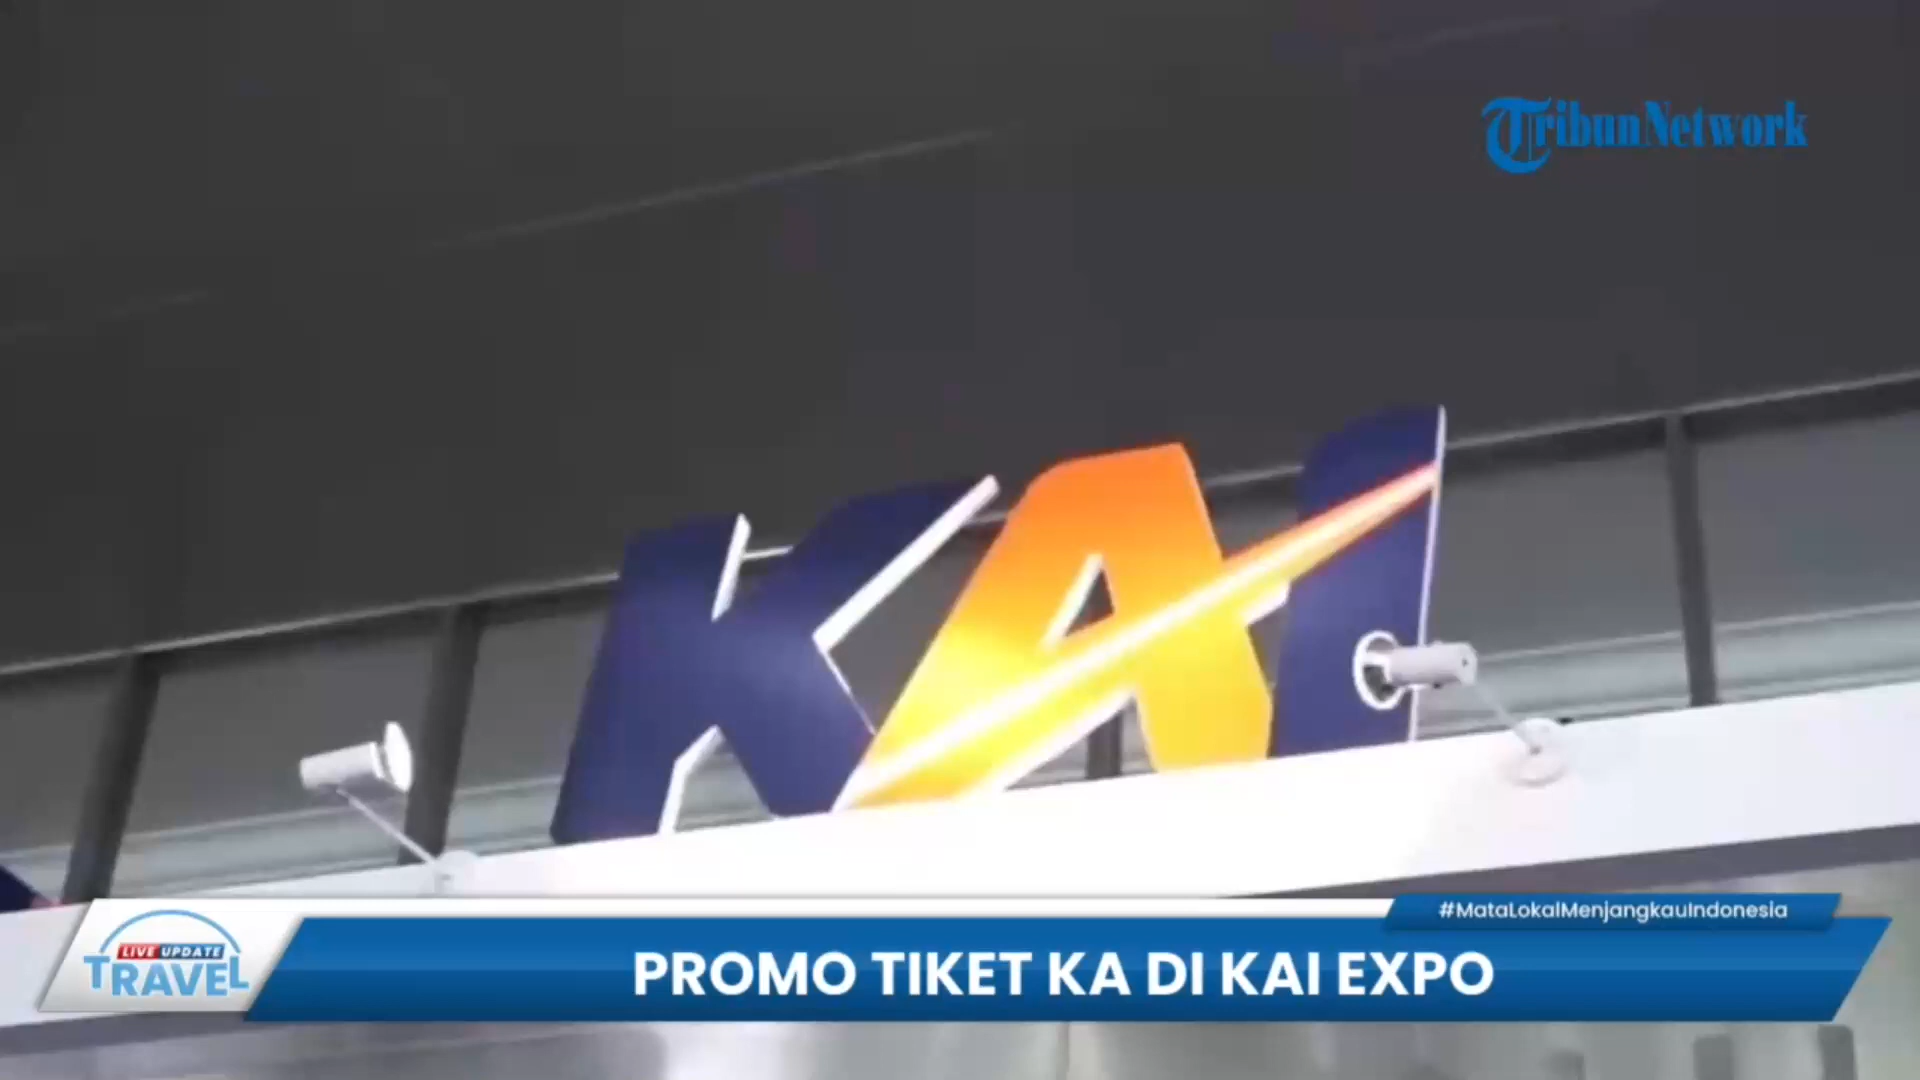 TribunNetwork
KAI
#MataLokalMenjangkauIndonesia
LIVE UPDATE
TRAVEL
PROMO TIKET KA DI KAI EXPO